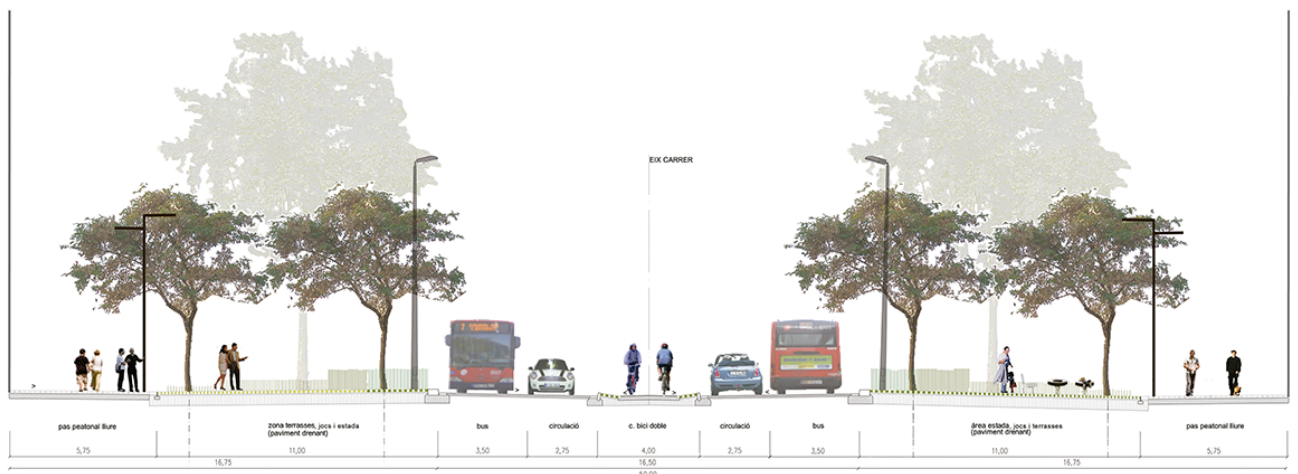 EIX CARRER
pas peatonal lliure
zona terrasses, jocs i estada
(paviment drenant)
bus
circulació
c. bici doble
circulació
bus
àrea estada, jocs i terrasses
(paviment drenant)
pas peatonal lliure
5,75
11,00
3,50
2,75
4,00
2,75
3,50
11,00
5,75
16,75
16,50
16,75